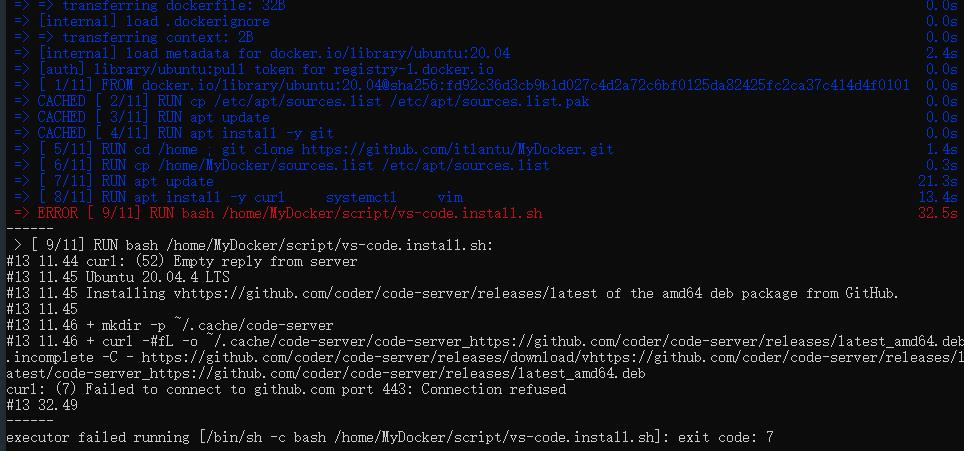 => => transferring dockerfile: 32B 0.0s
=> [internal] load .dockerignore 0.0s
=> => transferring context: 2B 0.0s
=> [internal] load metadata for docker.io/library/ubuntu:20.04 2.4s
=> [auth] library/ubuntu:pull token for registry-1.docker.io 0.0s
=> [ 1/11] FROM docker.io/library/ubuntu:20.04@sha256:fd92c36d3cb9b1d027c4d2a72c6bf0125da82425fc2ca37c414d4f0101 0.0s
=> CACHED [ 2/11] RUN cp /etc/apt/sources.list /etc/apt/sources.list.pak 0.0s
=> CACHED [ 3/11] RUN apt update 0.0s
=> CACHED [ 4/11] RUN apt install -y git 0.0s
=> [ 5/11] RUN cd /home ; git clone https://github.com/itlantu/MyDocker.git 1.4s
=> [ 6/11] RUN cp /home/MyDocker/sources.list /etc/apt/sources.list 0.3s
=> [ 7/11] RUN apt update 21.3s
=> [ 8/11] RUN apt install -y curl systemctl vim 13.4s
=> ERROR [ 9/11] RUN bash /home/MyDocker/script/vs-code.install.sh 32.5s
------
> [ 9/11] RUN bash /home/MyDocker/script/vs-code.install.sh:
#13 11.44 curl: (52) Empty reply from server
#13 11.45 Ubuntu 20.04.4 LTS
#13 11.45 Installing vhttps://github.com/coder/code-server/releases/latest of the amd64 deb package from GitHub.
#13 11.45
#13 11.46 + mkdir -p ~/.cache/code-server
#13 11.46 + curl -#fL -o ~/.cache/code-server/code-server_https://github.com/coder/code-server/releases/latest_amd64.deb
.incomplete -C - https://github.com/coder/code-server/releases/download/vhttps://github.com/coder/code-server/releases/l
atest/code-server_https://github.com/coder/code-server/releases/latest_amd64.deb
curl: (7) Failed to connect to github.com port 443: Connection refused
#13 32.49
------
executor failed running [/bin/sh -c bash /home/MyDocker/script/vs-code.install.sh]: exit code: 7